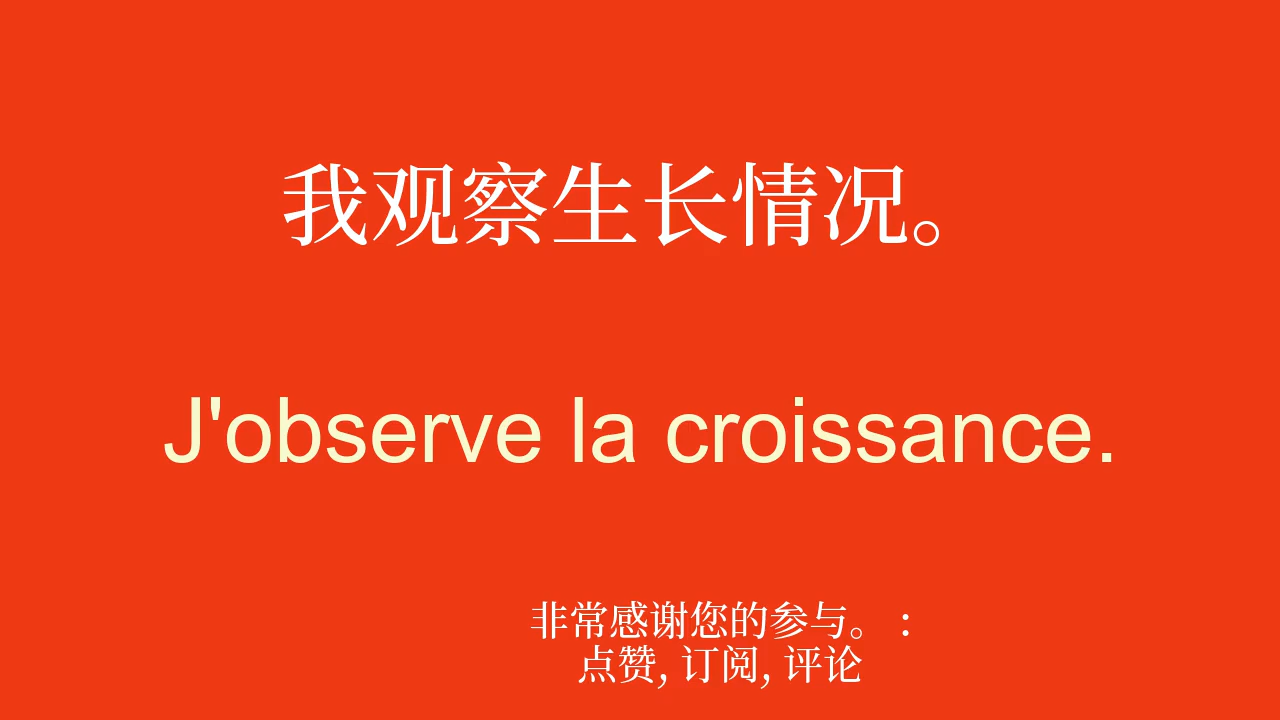 我观察生长情况。
J'observe la croissance.
非常感谢您的参与。 :
点赞, 订阅, 评论